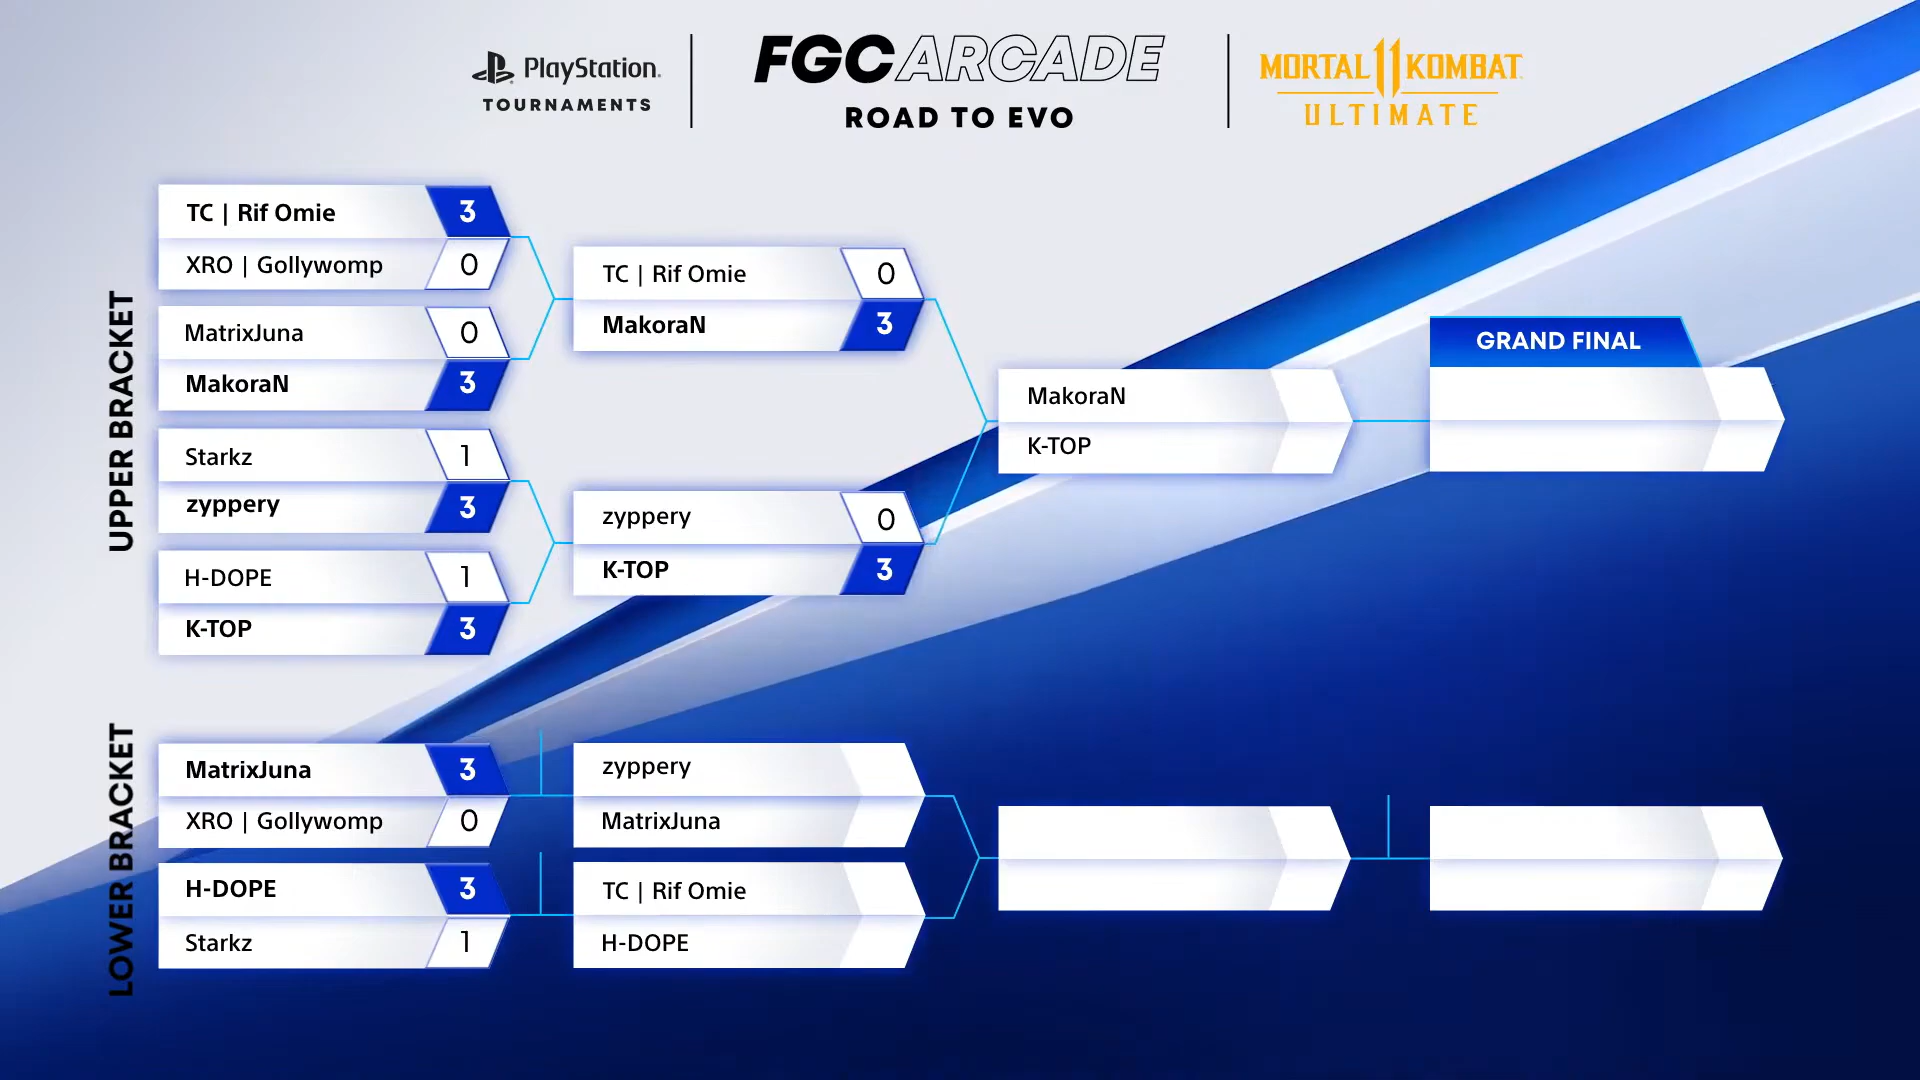 PlayStation
TOURNAMENTS
FGCARCADE
ROAD TO EVO
MORTAL 11 KOMBAT
ULTIMATE
UPPER BRACKET
TC | Rif Omie 3
XRO | Gollywomp 0
MatrixJuna 0
MakoraN 3
Starkz 1
zyppery 3
H-DOPE 1
K-TOP 3
TC | Rif Omie 0
MakoraN 3
zyppery 0
K-TOP 3
MakoraN
K-TOP
GRAND FINAL
LOWER BRACKET
MatrixJuna 3
XRO | Gollywomp 0
H-DOPE 3
Starkz 1
zyppery
MatrixJuna
TC | Rif Omie
H-DOPE